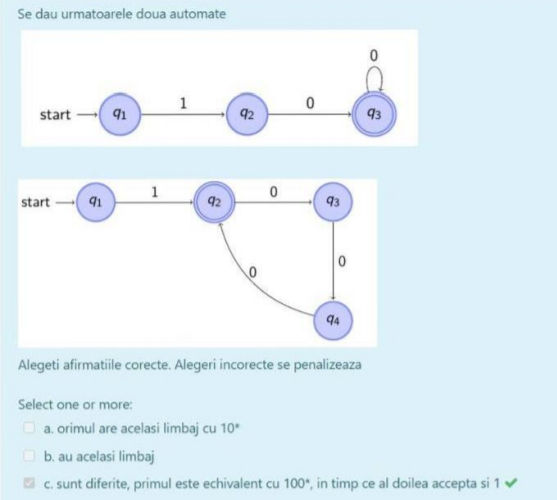 Se dau urmatoarele doua automate
0
start q1 1 q2 0 q3
start q1 1 q2 0 q3
0 0
q4
Alegeti afirmatiile corecte. Alegeri incorecte se penalizeaza
Select one or more:
a. orimul are acelasi limbaj cu 10*
b. au acelasi limbaj
c. sunt diferite, primul este echivalent cu 100*, in timp ce al doilea accepta si 1